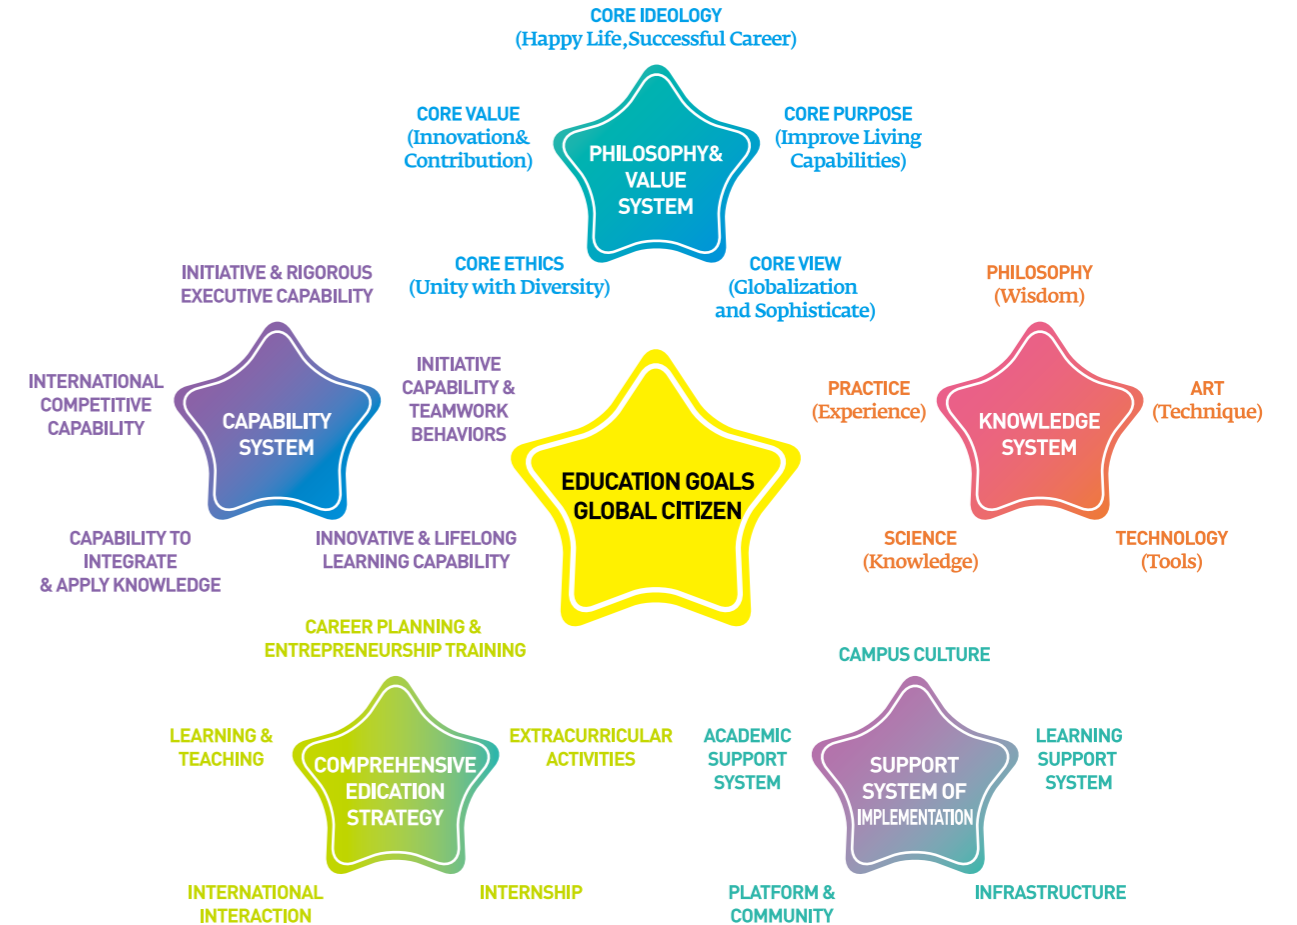 CORE IDEOLOGY
(Happy Life,Successful Career)
CORE VALUE
(Innovation&
Contribution)
CORE PURPOSE
(Improve Living
Capabilities)
PHILOSOPHY&
VALUE
SYSTEM
CORE ETHICS
(Unity with Diversity)
CORE VIEW
(Globalization
and Sophisticate)
INITIATIVE & RIGOROUS
EXECUTIVE CAPABILITY
INTERNATIONAL
COMPETITIVE
CAPABILITY
CAPABILITY
SYSTEM
INITIATIVE
CAPABILITY &
TEAMWORK
BEHAVIORS
CAPABILITY TO
INTEGRATE
& APPLY KNOWLEDGE
INNOVATIVE & LIFELONG
LEARNING CAPABILITY
EDUCATION GOALS
GLOBAL CITIZEN
PHILOSOPHY
(Wisdom)
PRACTICE
(Experience)
KNOWLEDGE
SYSTEM
ART
(Technique)
SCIENCE
(Knowledge)
TECHNOLOGY
(Tools)
CAREER PLANNING &
ENTREPRENEURSHIP TRAINING
LEARNING &
TEACHING
COMPREHENSIVE
EDICATION
STRATEGY
EXTRACURRICULAR
ACTIVITIES
INTERNATIONAL
INTERACTION
INTERNSHIP
CAMPUS CULTURE
ACADEMIC
SUPPORT
SYSTEM
SUPPORT
SYSTEM OF
IMPLEMENTATION
LEARNING
SUPPORT
SYSTEM
PLATFORM &
COMMUNITY
INFRASTRUCTURE